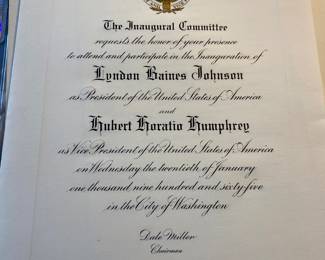 The Inaugural Committee
requests the honor of your presence
to attend and participate in the Inauguration of
Lyndon Baines Johnson
as President of the United States of America
and
Hubert Horatio Humphrey
as Vice President of the United States of America
on Wednesday the twentieth of January
one thousand nine hundred and sixty-five
in the City of Washington
Dale Miller
Chairman